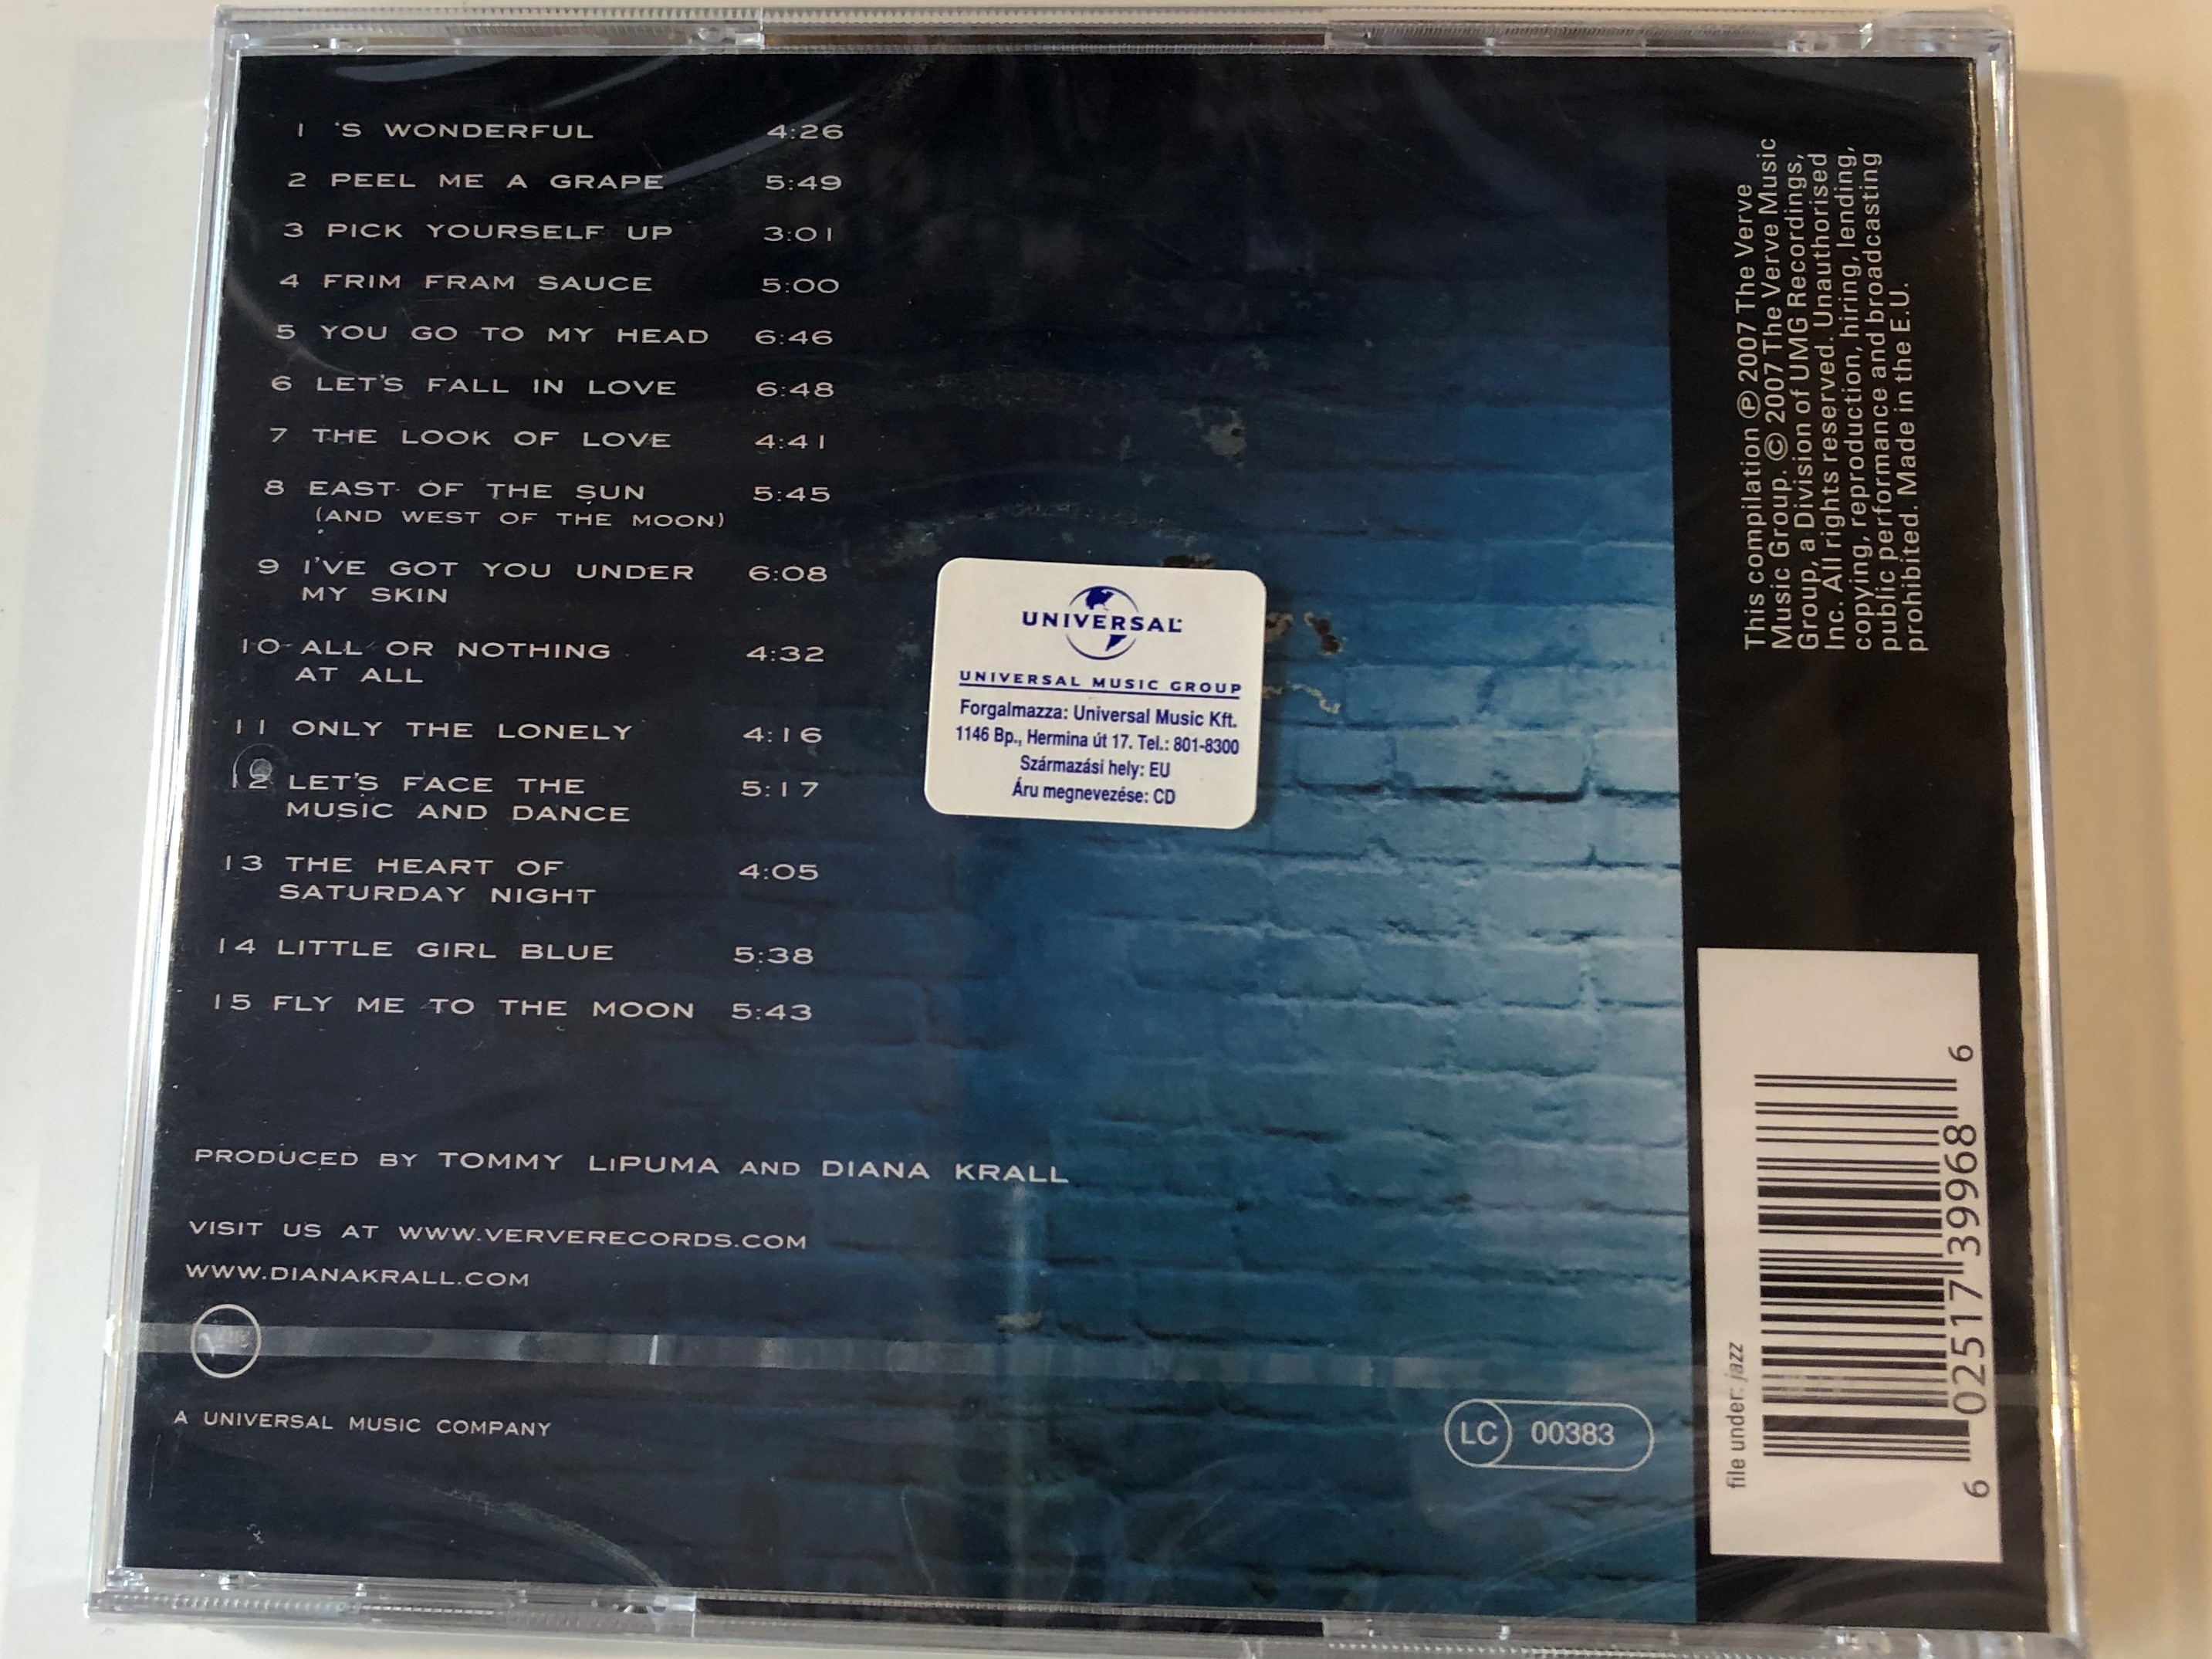 1 'S WONDERFUL 4:26
2 PEEL ME A GRAPE 5:49
3 PICK YOURSELF UP 3:01
4 FRIM FRAM SAUCE 5:00
5 YOU GO TO MY HEAD 6:46
6 LET'S FALL IN LOVE 6:48
7 THE LOOK OF LOVE 4:41
8 EAST OF THE SUN 5:45
(AND WEST OF THE MOON)
9 I'VE GOT YOU UNDER 6:08
MY SKIN
10 ALL OR NOTHING 4:32
AT ALL
11 ONLY THE LONELY 4:16
12 LET'S FACE THE 5:17
MUSIC AND DANCE
13 THE HEART OF 4:05
SATURDAY NIGHT
14 LITTLE GIRL BLUE 5:38
15 FLY ME TO THE MOON 5:43
PRODUCED BY TOMMY LiPUMA AND DIANA KRALL
VISIT US AT WWW.VERVERECORDS.COM
WWW.DIANAKRALL.COM
A UNIVERSAL MUSIC COMPANY
UNIVERSAL
UNIVERSAL MUSIC GROUP
Forgalmazza: Universal Music Kft.
1146 Bp., Hermina út 17. Tel.: 801-8300
Származási hely: EU
Áru megnevezése: CD
LC 00383
This compilation ℗ 2007 The Verve
Music Group. © 2007 The Verve Music
Group, a Division of UMG Recordings,
Inc. All rights reserved. Unauthorised
copying, reproduction, hiring, lending,
public performance and broadcasting
prohibited. Made in the E.U.
file under: jazz
6 02517 39968 6